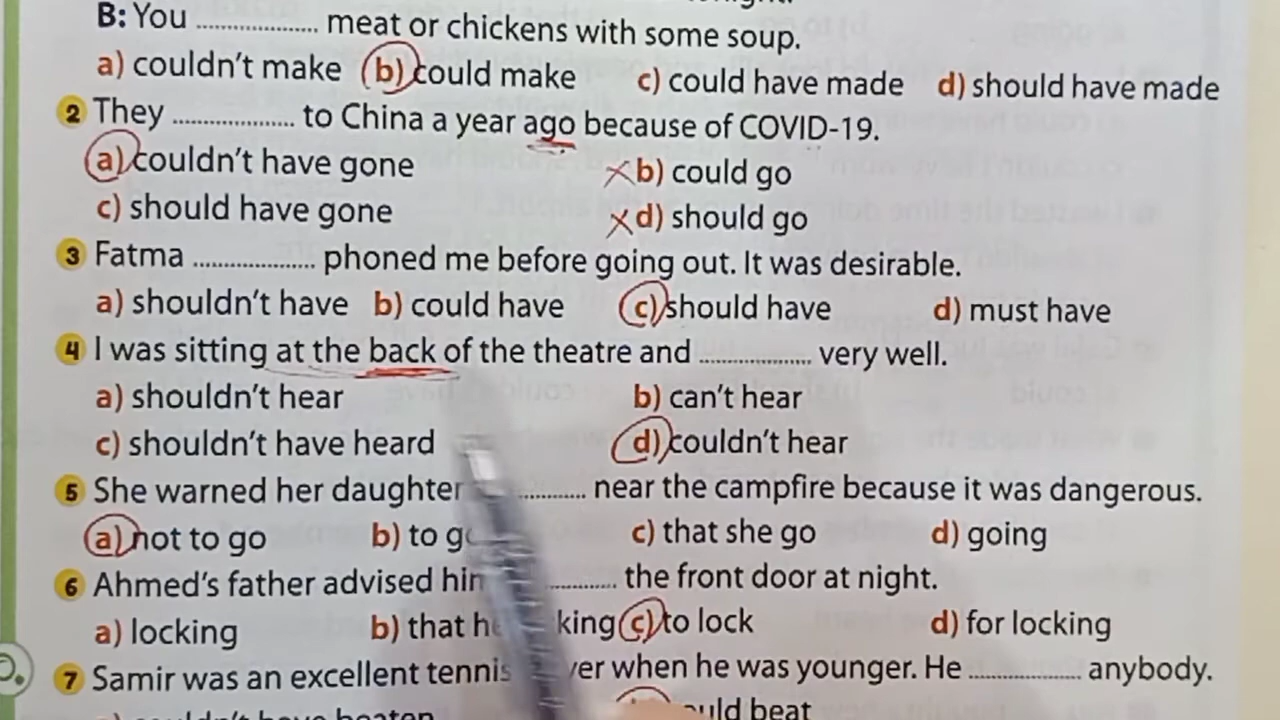 B: You .................. meat or chickens with some soup.
a) couldn't make b) could make c) could have made d) should have made
2 They .................. to China a year ago because of COVID-19.
a) couldn't have gone b) could go
c) should have gone d) should go
3 Fatma .................. phoned me before going out. It was desirable.
a) shouldn't have b) could have c) should have d) must have
4 I was sitting at the back of the theatre and .................. very well.
a) shouldn't hear b) can't hear
c) shouldn't have heard d) couldn't hear
5 She warned her daughter ............ near the campfire because it was dangerous.
a) not to go b) to c) that she go d) going
6 Ahmed's father advised ............ the front door at night.
a) locking b) that c) to lock d) for locking
7 Samir was an excellent tennis when he was younger. He .................. anybody.
couldn't have beaten beat